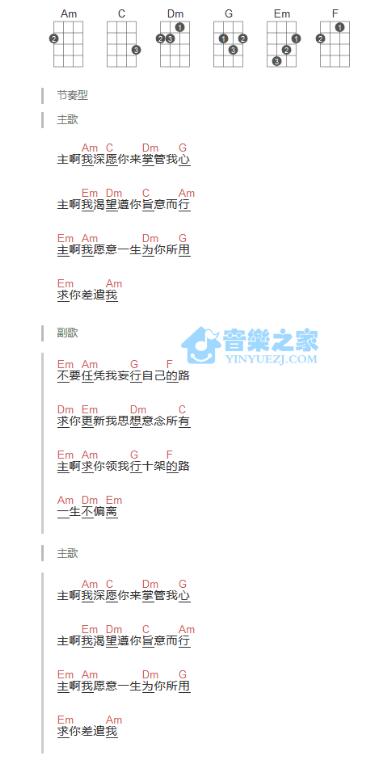 Am C Dm G Em F
2 3 1 2 3 1 2 3 1 2 3 1 2
节奏型
主歌
Am C Dm G
主啊我深愿你来掌管我心
Em Dm C Am
主啊我渴望遵你旨意而行
Em Am Dm G
主啊我愿意一生为你所用
Em Am
求你差遣我
副歌
Em Am G F
不要任凭我妄行自己的路
Dm Em Dm C
求你更新我思想意念所有
Em Am G F
主啊求你领我行十架的路
Am Dm Em
一生不偏离
音樂之家
YINYUEZJ.COM
主歌
Am C Dm G
主啊我深愿你来掌管我心
Em Dm C Am
主啊我渴望遵你旨意而行
Em Am Dm G
主啊我愿意一生为你所用
Em Am
求你差遣我